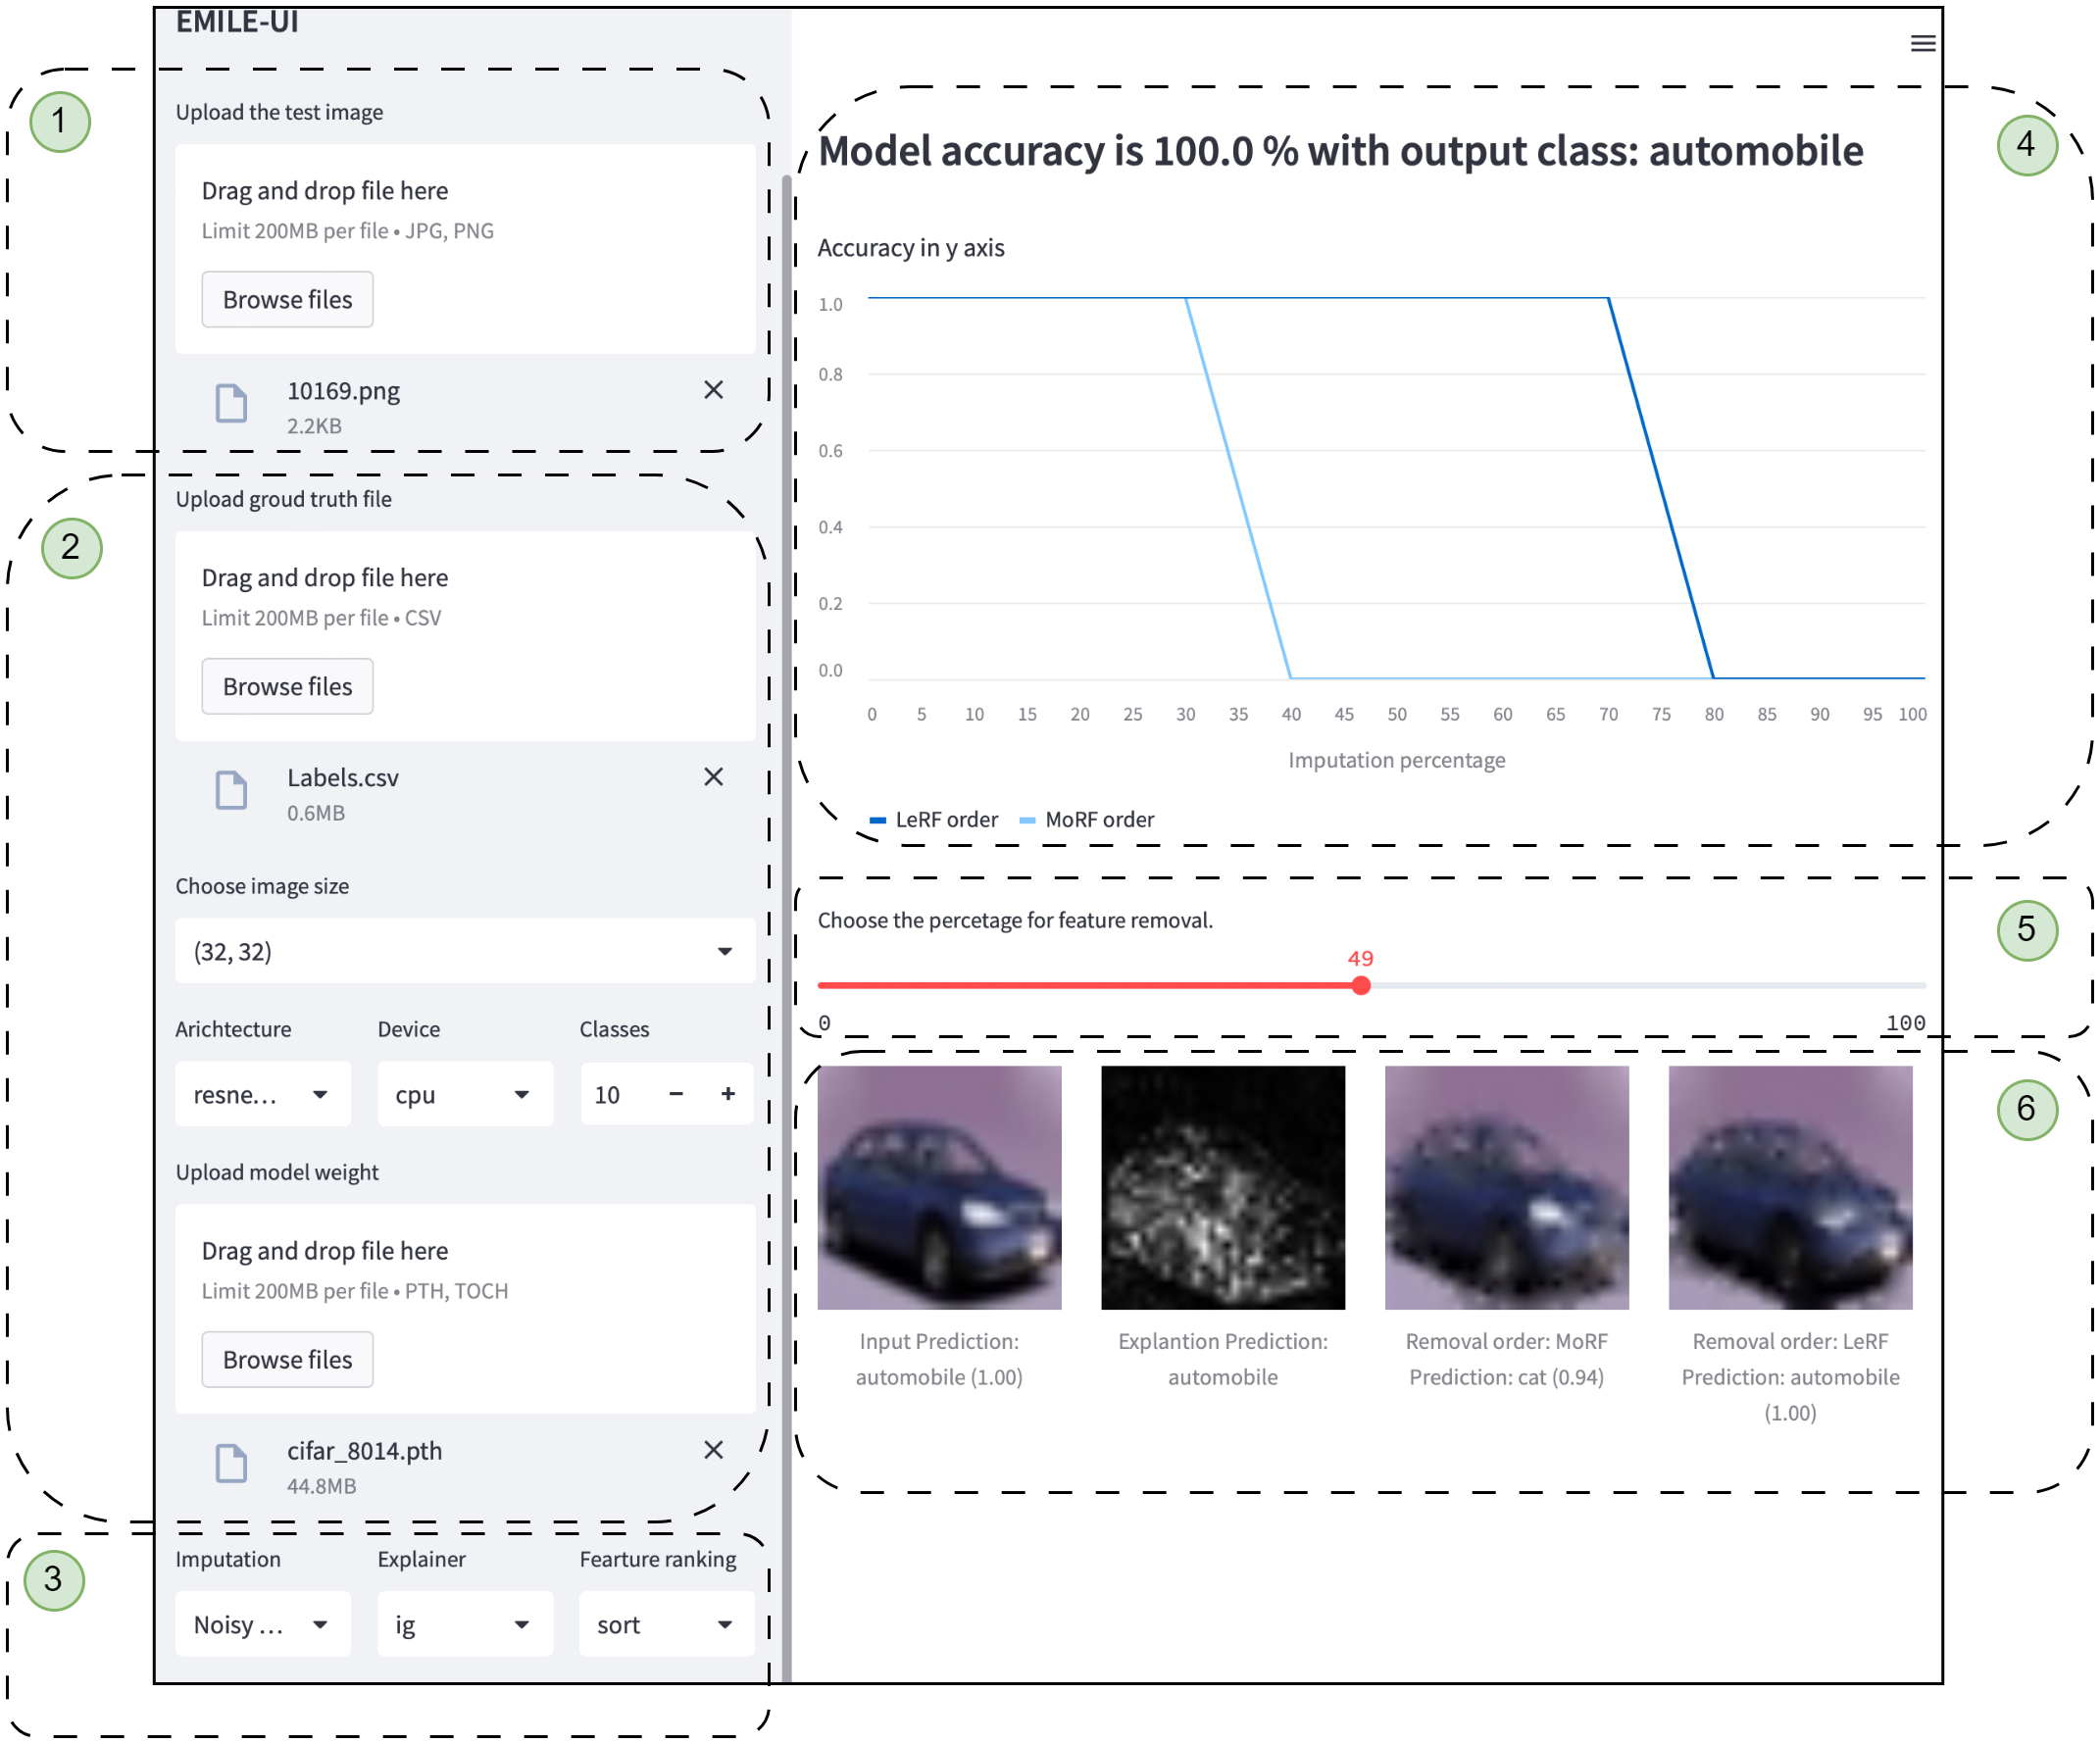 EMILE-UI
1
Upload the test image
Drag and drop file here
Limit 200MB per file • JPG, PNG
Browse files
10169.png
2.2KB
2
Upload groud truth file
Drag and drop file here
Limit 200MB per file • CSV
Browse files
Labels.csv
0.6MB
Choose image size
(32, 32)
Arichtecture Device Classes
resne... cpu 10 − +
Upload model weight
Drag and drop file here
Limit 200MB per file • PTH, TOCH
Browse files
cifar_8014.pth
44.8MB
3
Imputation Explainer Fearture ranking
Noisy ... ig sort
4
Model accuracy is 100.0 % with output class: automobile
Accuracy in y axis
1.0
0.8
0.6
0.4
0.2
0.0
0 5 10 15 20 25 30 35 40 45 50 55 60 65 70 75 80 85 90 95 100
Imputation percentage
LeRF order MoRF order
5
Choose the percetage for feature removal.
49
0 100
6
Input Prediction:
automobile (1.00)
Explantion Prediction:
automobile
Removal order: MoRF
Prediction: cat (0.94)
Removal order: LeRF
Prediction: automobile
(1.00)